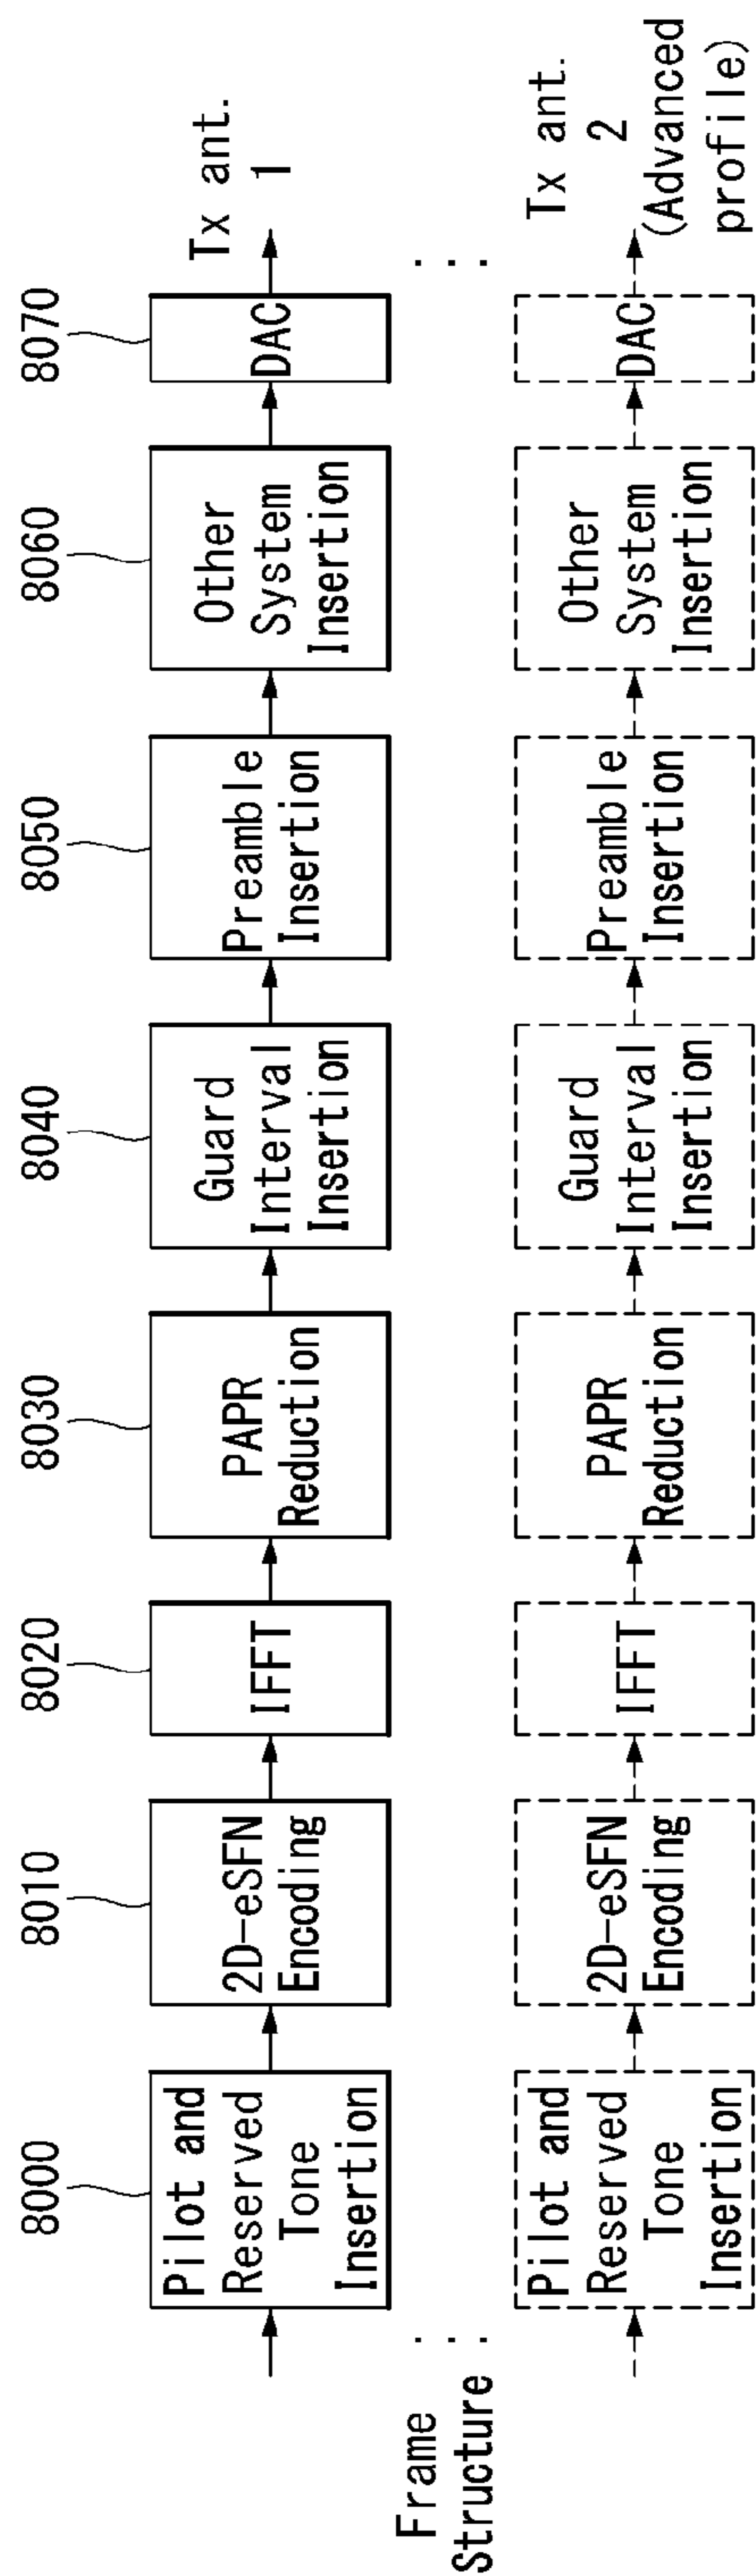 8000
8010
8020
8030
8040
8050
8060
8070
Pilot and
Reserved
Tone
Insertion
2D-eSFN
Encoding
IFFT
PAPR
Reduction
Guard
Interval
Insertion
Preamble
Insertion
Other
System
Insertion
DAC
Tx ant.
1
Frame
Structure
...
...
Pilot and
Reserved
Tone
Insertion
2D-eSFN
Encoding
IFFT
PAPR
Reduction
Guard
Interval
Insertion
Preamble
Insertion
Other
System
Insertion
DAC
Tx ant.
2
(Advanced
profile)